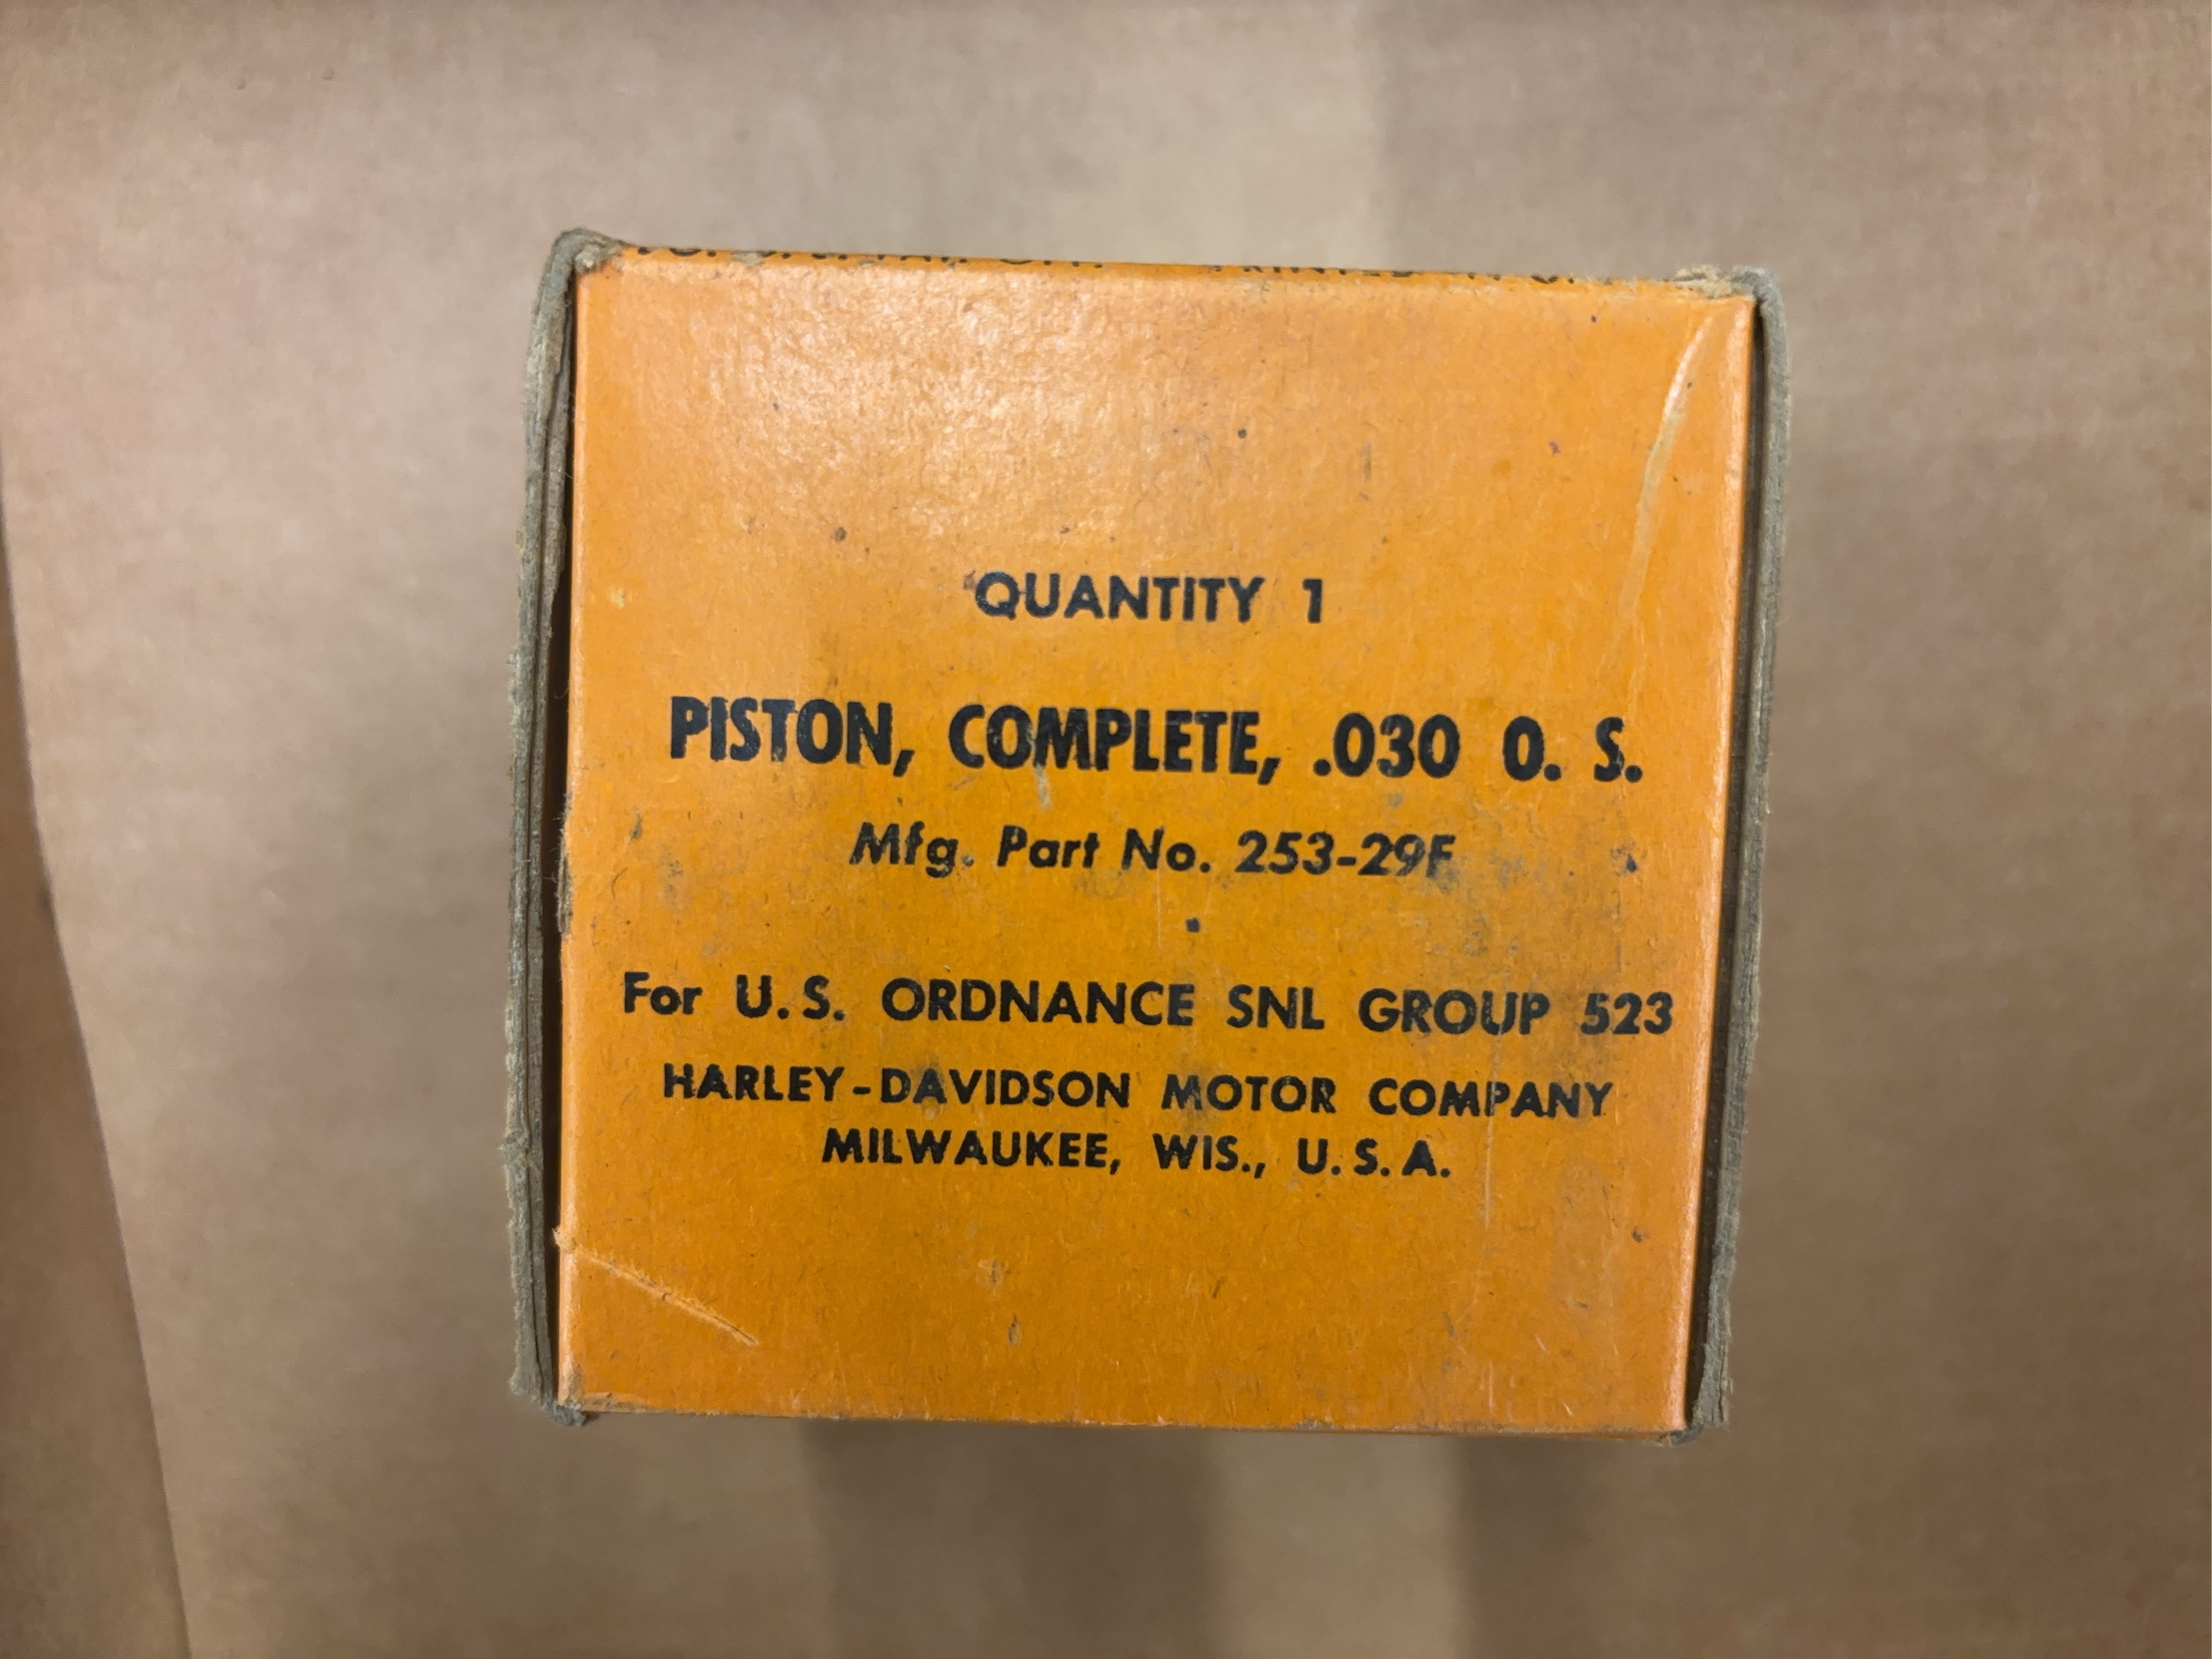 QUANTITY 1
PISTON, COMPLETE, .030 O. S.
Mfg. Part No. 253-29F
For U. S. ORDNANCE SNL GROUP 523
HARLEY-DAVIDSON MOTOR COMPANY
MILWAUKEE, WIS., U. S. A.